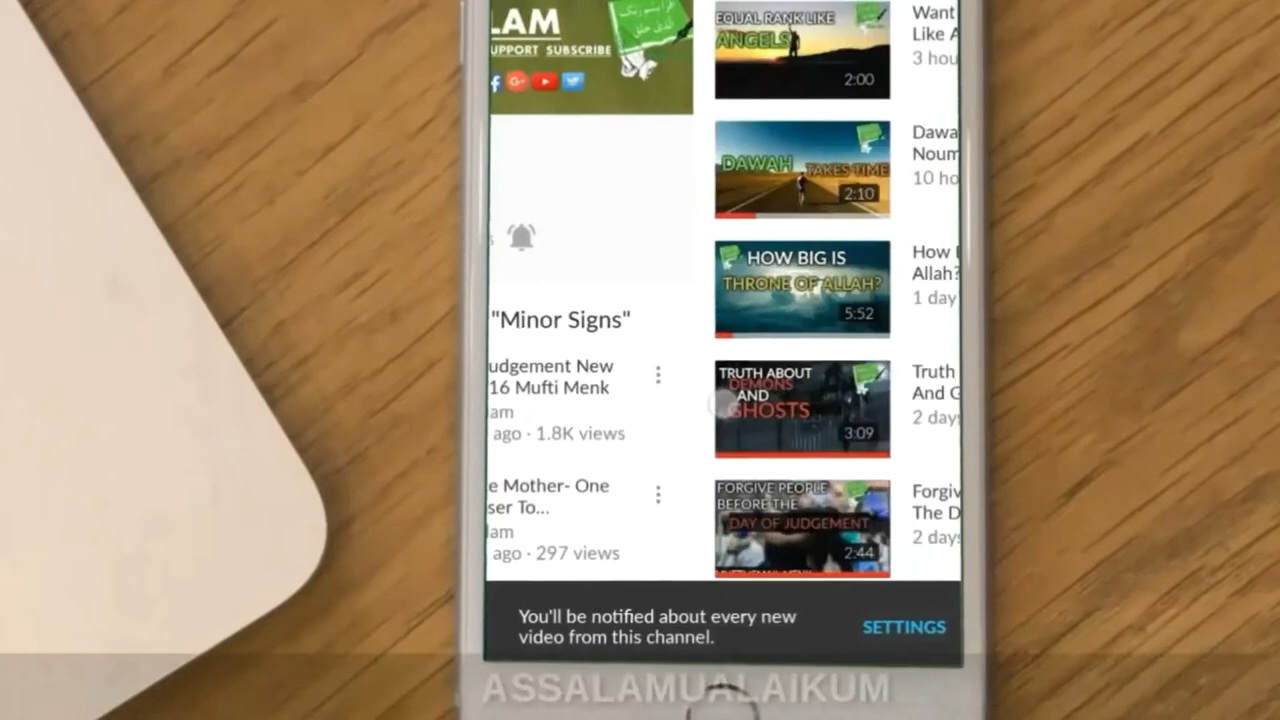 LAM
UPPORT SUBSCRIBE
"Minor Signs"
udgement New
16 Mufti Menk
lam
ago · 1.8K views
e Mother- One
ser To...
lam
ago · 297 views
EQUAL RANK LIKE
ANGELS
2:00
Want
Like A
3 hou
DAWAH
TAKES TIME
2:10
Dawa
Noum
10 ho
HOW BIG IS
THRONE OF ALLAH?
5:52
How
Allah?
1 day
TRUTH ABOUT
DEMONS
AND
GHOSTS
3:09
Truth
And G
2 days
FORGIVE PEOPLE
BEFORE THE
DAY OF JUDGEMENT
2:44
Forgiv
The D
2 days
You'll be notified about every new
video from this channel.
SETTINGS
ASSALAMUALAIKUM